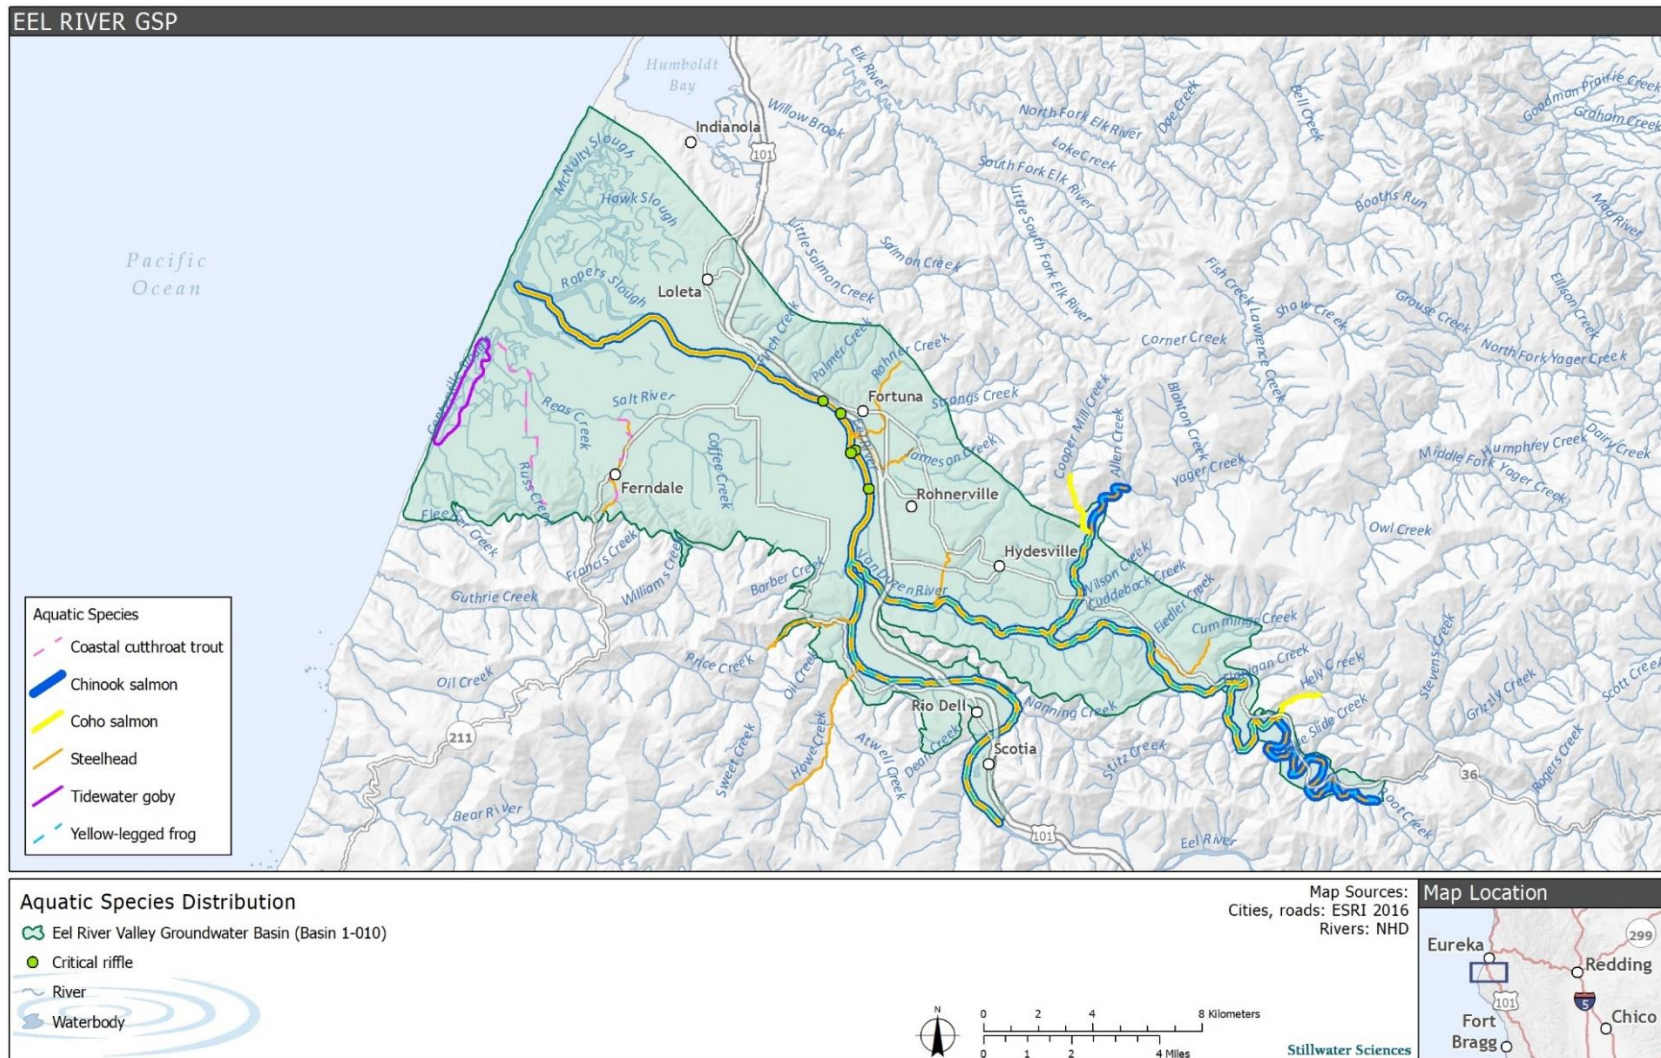 EEL RIVER GSP
Humboldt
Bay
Elk River
Willow Brook
North Fork Elk River
Doe Creek
Bell Creek
Goodman Prairie Creek
Graham Creek
Indianola
101
Lake Creek
South Fork Elk River
McNulty Slough
Hawk Slough
Little South Fork Elk River
Booths Run
Mad River
Little Salmon Creek
Salmon Creek
Pacific
Ocean
Ropers Slough
Loleta
Fish Creek
Lawrence Creek
Shaw Creek
Grouse Creek
Ellison Creek
Palmer Creek
Rohner Creek
Corner Creek
North Fork Yager Creek
Centerville Slough
Salt River
Reas Creek
Fortuna
Strongs Creek
Cooper Mill Creek
Allen Creek
Blanton Creek
Eel River
Coffee Creek
Jameson Creek
Yager Creek
Humphrey Creek
Dairy Creek
Middle Fork Yager Creek
Russ Creek
Ferndale
Rohnerville
Fleener Creek
Owl Creek
Francis Creek
Williams Creek
Barber Creek
Van Duzen River
Hydesville
Wilson Creek
Cuddeback Creek
Fiedler Creek
Cummings Creek
Guthrie Creek
Price Creek
Oil Creek
Oil Creek
Hely Creek
Stevens Creek
Grizzly Creek
Scott Creek
Rio Dell
Nanning Creek
211
Sweet Creek
Howe Creek
Atwell Creek
Dean Creek
Scotia
Stitz Creek
36
Rogers Creek
Root Creek
Bear River
101
Eel River
Aquatic Species
Coastal cutthroat trout
Chinook salmon
Coho salmon
Steelhead
Tidewater goby
Yellow-legged frog
Aquatic Species Distribution
Eel River Valley Groundwater Basin (Basin 1-010)
Critical riffle
River
Waterbody
Map Sources:
Cities, roads: ESRI 2016
Rivers: NHD
N
0 2 4 8 Kilometers
0 1 2 4 Miles
Stillwater Sciences
Map Location
299
Eureka
Redding
101
5
Chico
Fort
Bragg